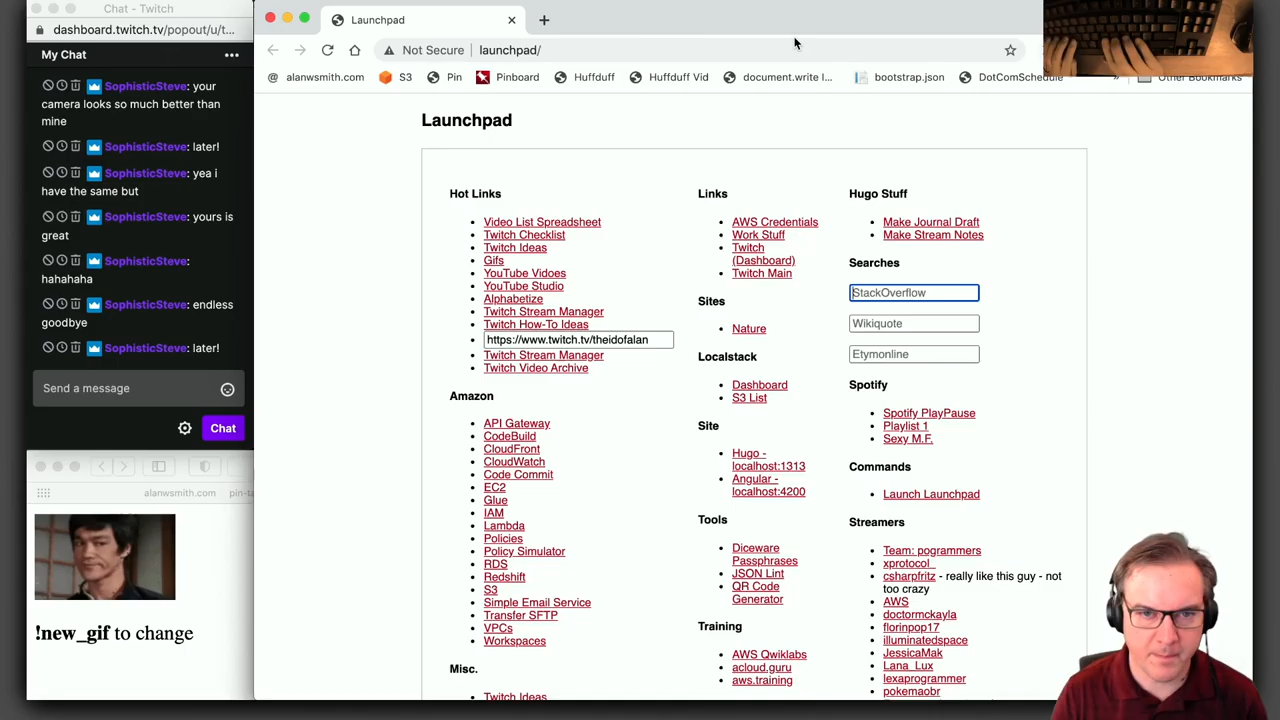 Chat - Twitch
dashboard.twitch.tv/popout/u/t...
My Chat
SophisticSteve: your
camera looks so much better than
mine
SophisticSteve: later!
SophisticSteve: yea i
have the same but
SophisticSteve: yours is
great
SophisticSteve:
hahahaha
SophisticSteve: endless
goodbye
SophisticSteve: later!
Send a message
Chat
alanwsmith.com
pin-ta
!new_gif to change
Launchpad
Not Secure
launchpad/
alanwsmith.com
S3
Pin
Pinboard
Huffduff
Huffduff Vid
document.write l...
bootstrap.json
DotComSchedule
Other Bookmarks
Launchpad
Hot Links
Video List Spreadsheet
Twitch Checklist
Twitch Ideas
Gifs
YouTube Vidoes
YouTube Studio
Alphabetize
Twitch Stream Manager
Twitch How-To Ideas
https://www.twitch.tv/theidofalan
Twitch Stream Manager
Twitch Video Archive
Amazon
API Gateway
CodeBuild
CloudFront
CloudWatch
Code Commit
EC2
Glue
IAM
Lambda
Policies
Policy Simulator
RDS
Redshift
S3
Simple Email Service
Transfer SFTP
VPCs
Workspaces
Misc.
Twitch Ideas
Links
AWS Credentials
Work Stuff
Twitch
(Dashboard)
Twitch Main
Sites
Nature
Localstack
Dashboard
S3 List
Site
Hugo -
localhost:1313
Angular -
localhost:4200
Tools
Diceware
Passphrases
JSON Lint
QR Code
Generator
Training
AWS Qwiklabs
acloud.guru
aws.training
Hugo Stuff
Make Journal Draft
Make Stream Notes
Searches
StackOverflow
Wikiquote
Etymonline
Spotify
Spotify PlayPause
Playlist 1
Sexy M.F.
Commands
Launch Launchpad
Streamers
Team: pogrammers
xprotocol_
csharpfritz - really like this guy - not
too crazy
AWS
doctormckayla
florinpop17
illuminatedspace
JessicaMak
Lana_Lux
lexaprogrammer
pokemaobr